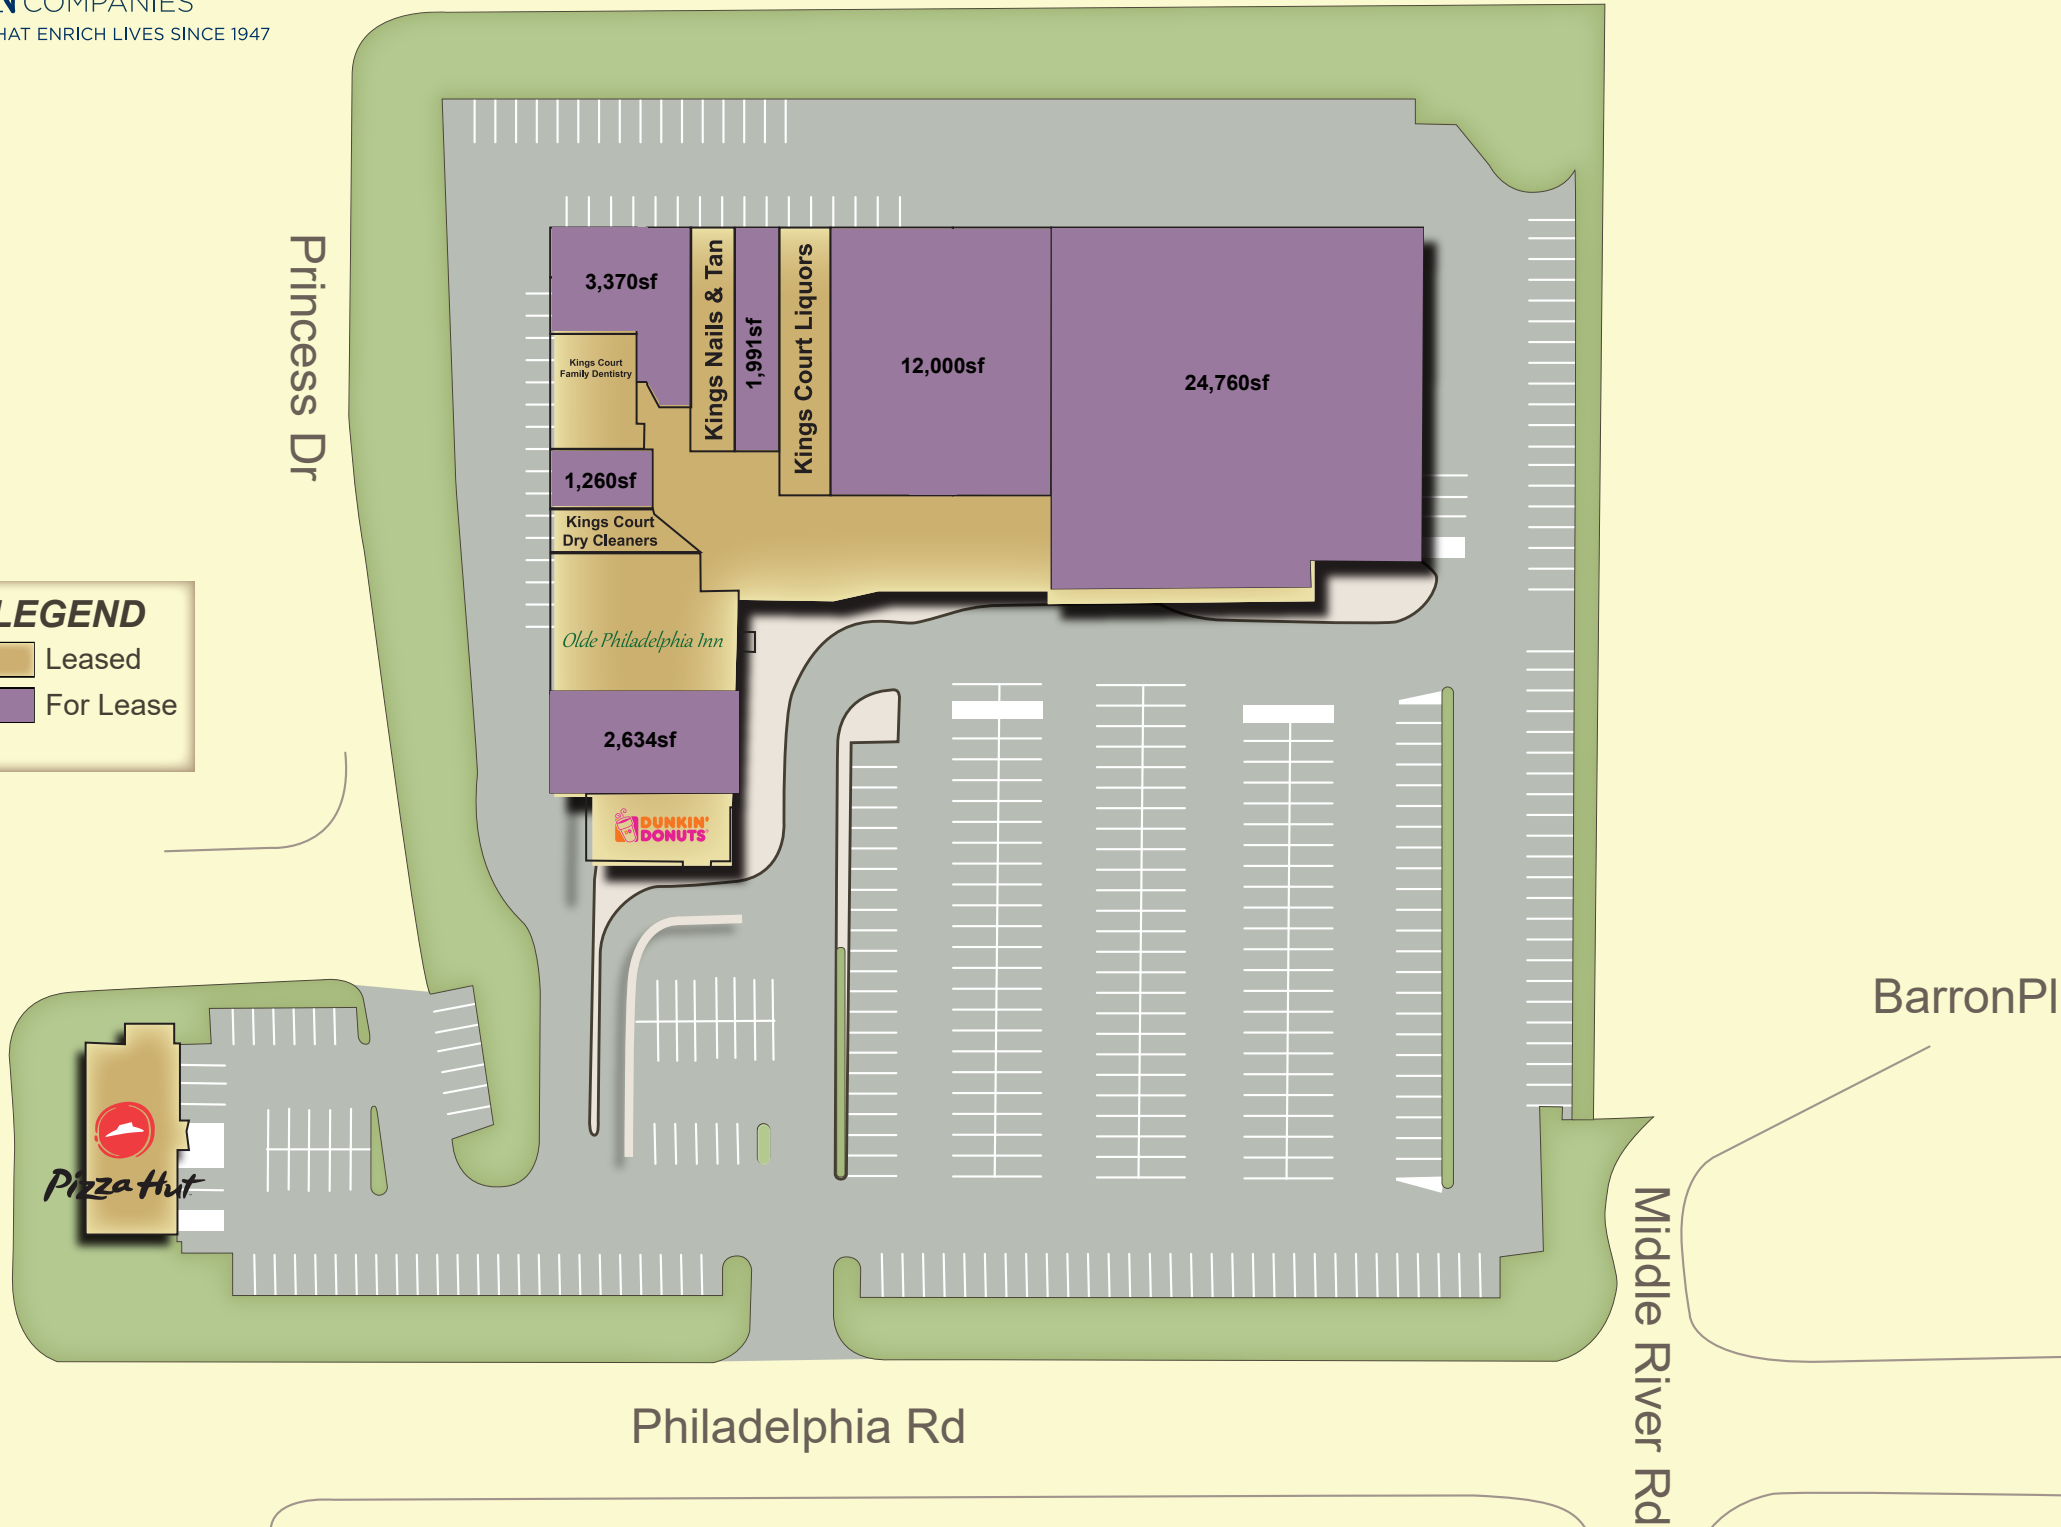 N COMPANIES
HAT ENRICH LIVES SINCE 1947
Princess Dr
3,370sf
Kings Nails & Tan
1,991sf
Kings Court Liquors
12,000sf
24,760sf
Kings Court
Family Dentistry
1,260sf
Kings Court
Dry Cleaners
Olde Philadelphia Inn
2,634sf
DUNKIN'
DONUTS
LEGEND
Leased
For Lease
Pizza Hut
BarronPl
Middle River Rd
Philadelphia Rd